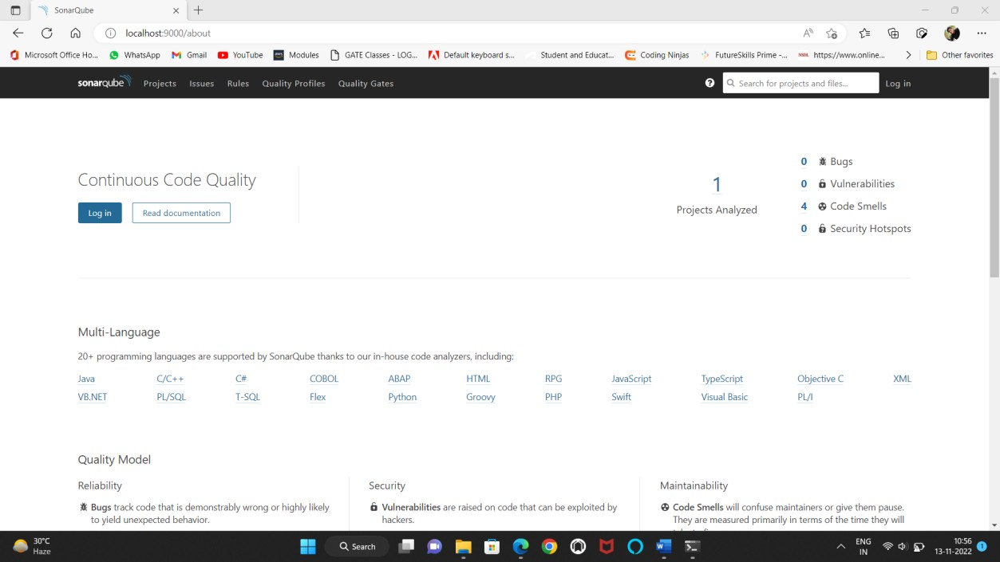 SonarQube
localhost:9000/about
Microsoft Office Ho... WhatsApp Gmail YouTube Modules GATE Classes - LOG... Default keyboard s... Student and Educat... Coding Ninjas FutureSkills Prime -... https://www.online... Other favorites
sonarqube Projects Issues Rules Quality Profiles Quality Gates Search for projects and files... Log in
0 Bugs
Continuous Code Quality
1
0 Vulnerabilities
Log in Read documentation
Projects Analyzed
4 Code Smells
0 Security Hotspots
Multi-Language
20+ programming languages are supported by SonarQube thanks to our in-house code analyzers, including:
Java C/C++ C# COBOL ABAP HTML RPG JavaScript TypeScript Objective C XML
VB.NET PL/SQL T-SQL Flex Python Groovy PHP Swift Visual Basic PL/I
Quality Model
Reliability
Bugs track code that is demonstrably wrong or highly likely
to yield unexpected behavior.
Security
Vulnerabilities are raised on code that can be exploited by
hackers.
Maintainability
Code Smells will confuse maintainers or give them pause.
They are measured primarily in terms of the time they will
30°C
Haze
Search
ENG
IN
10:56
13-11-2022
1